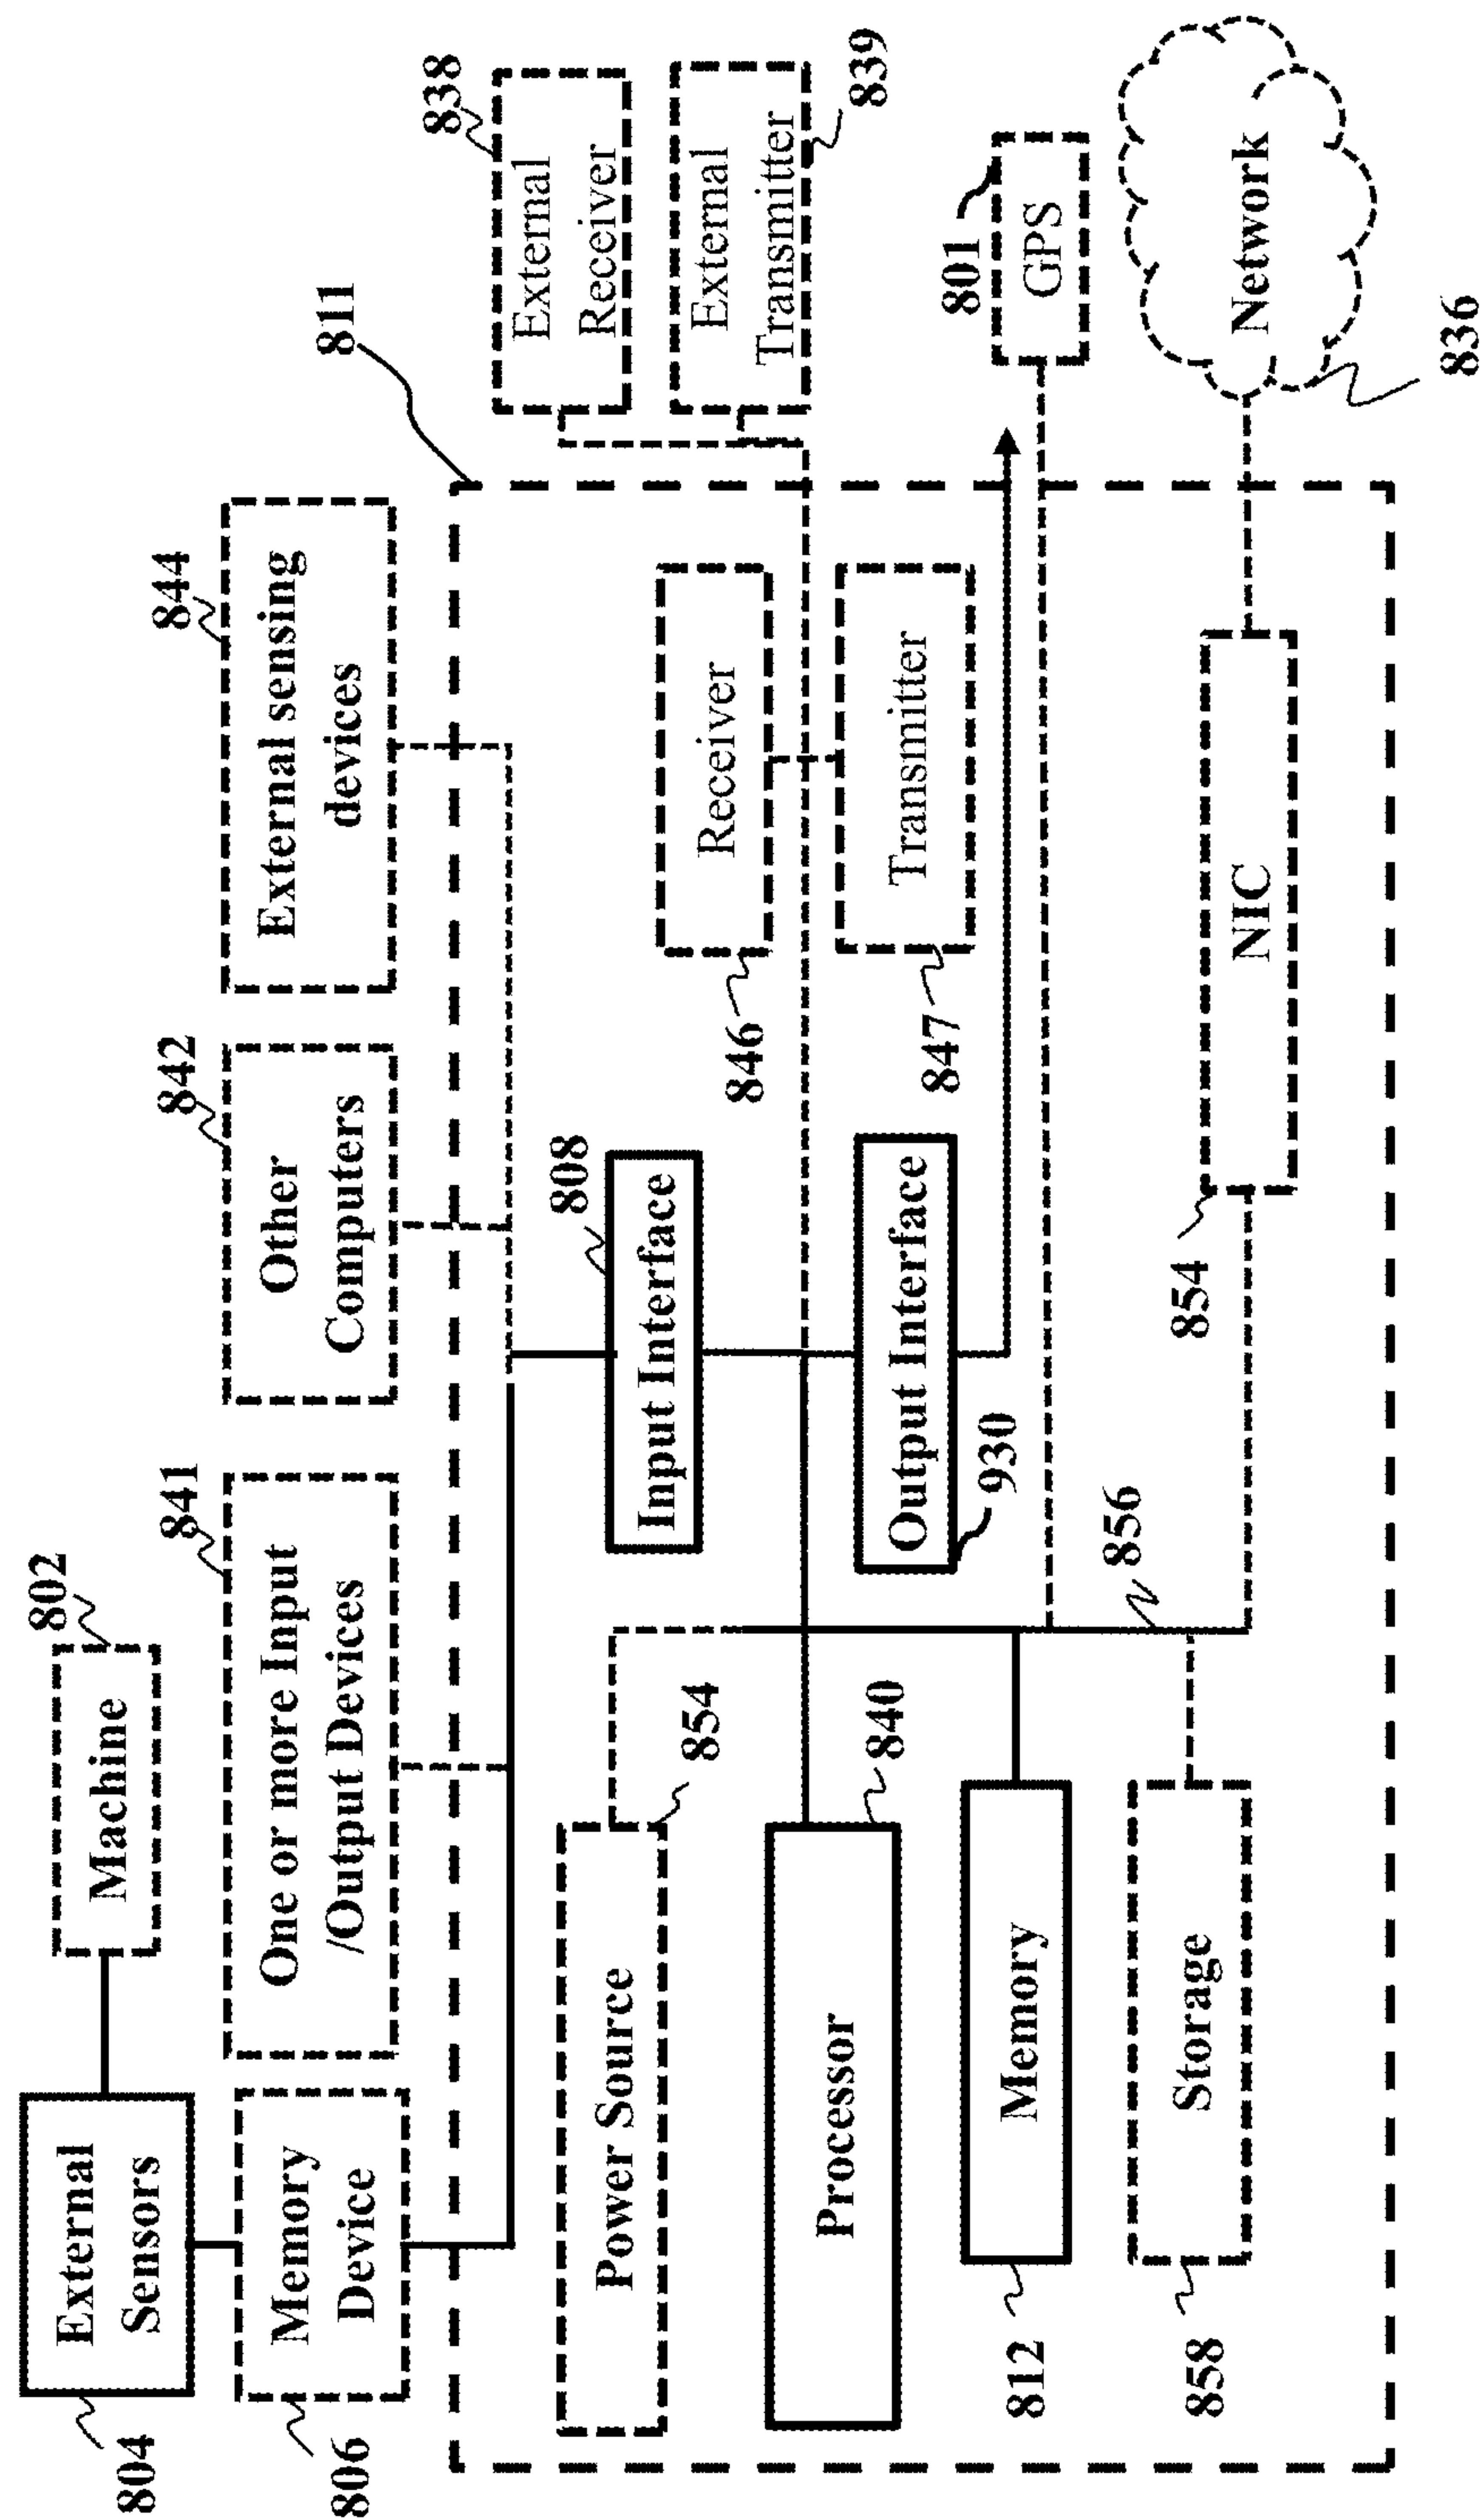 804
External
Sensors
Machine
802
806
Memory
Device
One or more Input
/Output Devices
841
Other
Computers
842
External sensing
devices
844
811
Power Source
854
Processor
840
812
Memory
858
Storage
Input Interface
808
Output Interface
930
856
Receiver
846
Transmitter
847
NIC
854
External
Receiver
838
External
Transmitter
839
801
GPS
Network
836